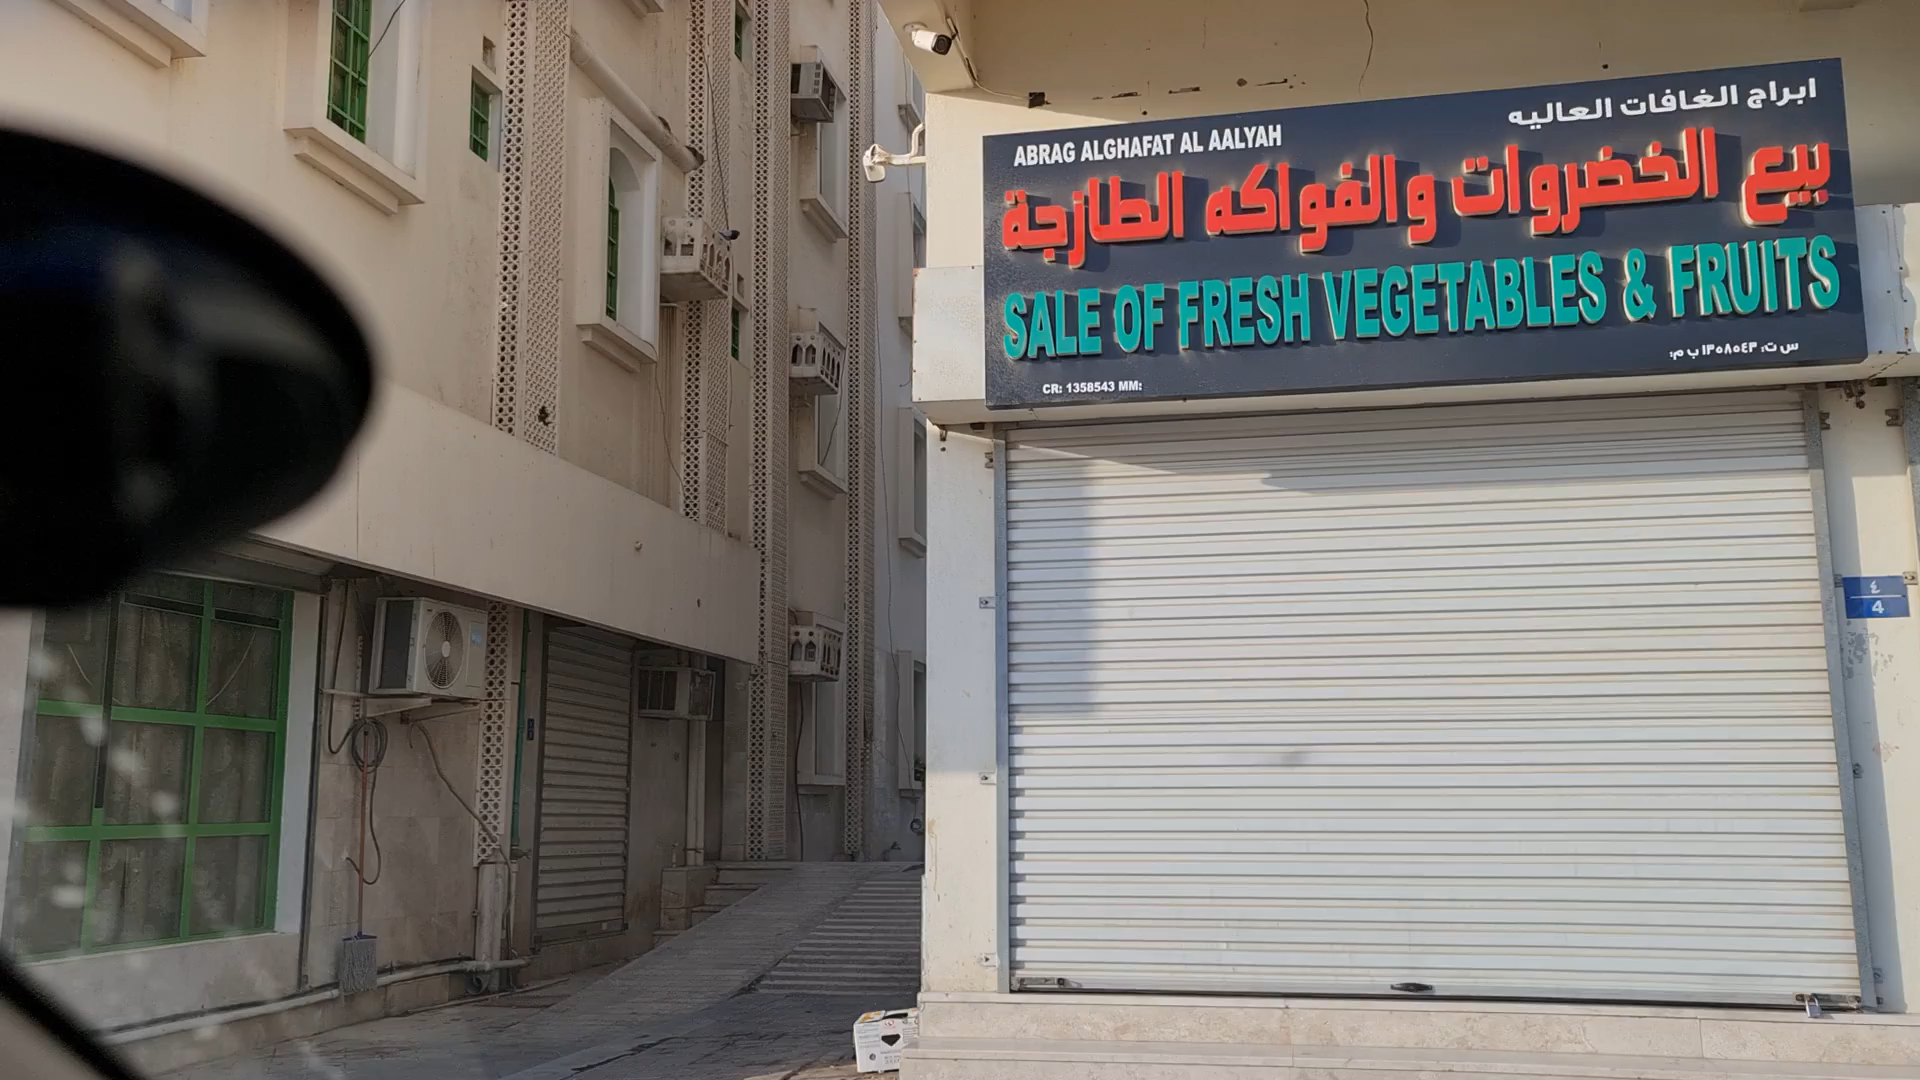 ابراج الغافات العاليه
ABRAG ALGHAFAT AL AALYAH
بيع الخضروات والفواكه الطازجة
SALE OF FRESH VEGETABLES & FRUITS
س ت: ١٣٥٨٥٤٣ ب م:
CR: 1358543 MM:
٤
4